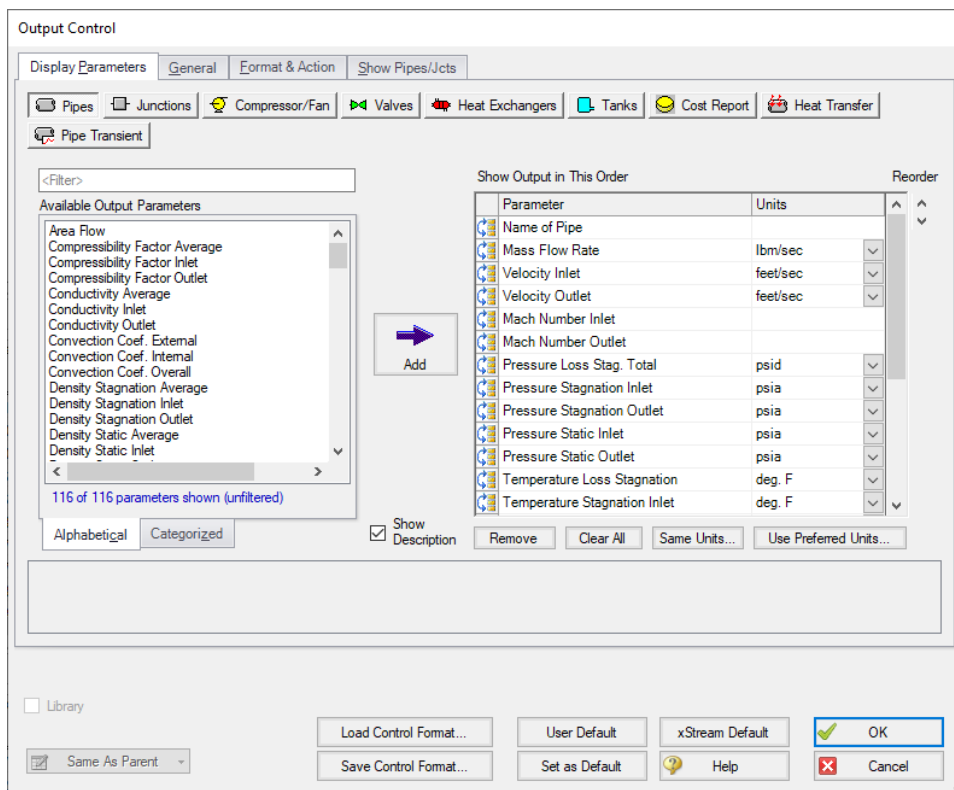 Output Control
Display Parameters General Format & Action Show Pipes/Jcts
Pipes Junctions Compressor/Fan Valves Heat Exchangers Tanks Cost Report Heat Transfer
Pipe Transient
<Filter>
Available Output Parameters
Area Flow
Compressibility Factor Average
Compressibility Factor Inlet
Compressibility Factor Outlet
Conductivity Average
Conductivity Inlet
Conductivity Outlet
Convection Coef. External
Convection Coef. Internal
Convection Coef. Overall
Density Stagnation Average
Density Stagnation Inlet
Density Stagnation Outlet
Density Static Average
Density Static Inlet
116 of 116 parameters shown (unfiltered)
Alphabetical Categorized
Add
Show
Description
Show Output in This Order Reorder
Parameter Units
Name of Pipe
Mass Flow Rate lbm/sec
Velocity Inlet feet/sec
Velocity Outlet feet/sec
Mach Number Inlet
Mach Number Outlet
Pressure Loss Stag. Total psid
Pressure Stagnation Inlet psia
Pressure Stagnation Outlet psia
Pressure Static Inlet psia
Pressure Static Outlet psia
Temperature Loss Stagnation deg. F
Temperature Stagnation Inlet deg. F
Remove Clear All Same Units... Use Preferred Units...
Library
Same As Parent
Load Control Format... User Default xStream Default OK
Save Control Format... Set as Default Help Cancel